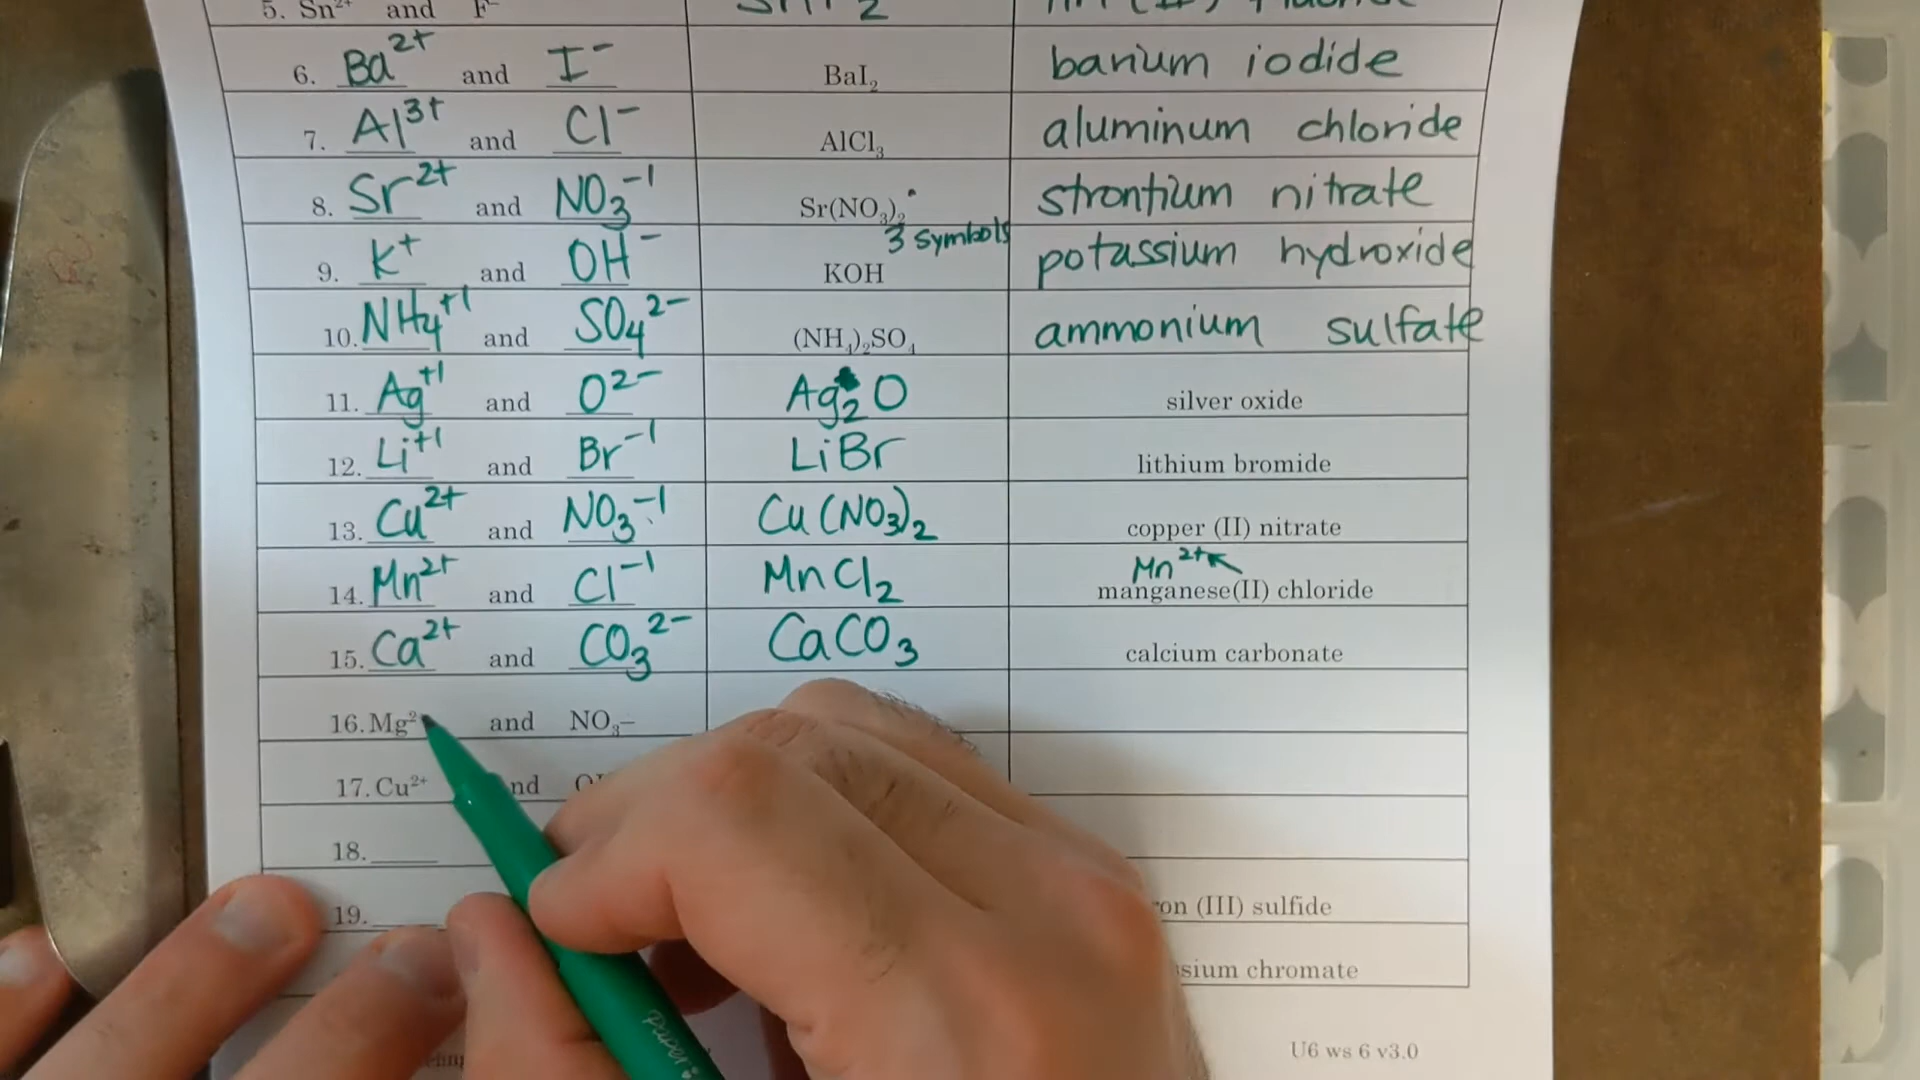 5. Sn²⁺ and F⁻
6. Ba²⁺ and I⁻ BaI₂ barium iodide
7. Al³⁺ and Cl⁻ AlCl₃ aluminum chloride
8. Sr²⁺ and NO₃⁻¹ Sr(NO₃)₂ strontium nitrate
3 symbols
9. K⁺ and OH⁻ KOH potassium hydroxide
10. NH₄⁺¹ and SO₄²⁻ (NH₄)₂SO₄ ammonium sulfate
11. Ag⁺¹ and O²⁻ Ag₂O silver oxide
12. Li⁺¹ and Br⁻¹ LiBr lithium bromide
13. Cu²⁺ and NO₃⁻¹ Cu(NO₃)₂ copper (II) nitrate
Mn²⁺
14. Mn²⁺ and Cl⁻¹ MnCl₂ manganese(II) chloride
15. Ca²⁺ and CO₃²⁻ CaCO₃ calcium carbonate
16. Mg² and NO₃–
17. Cu²⁺
18.
19. (III) sulfide
chromate
paper
U6 ws 6 v3.0